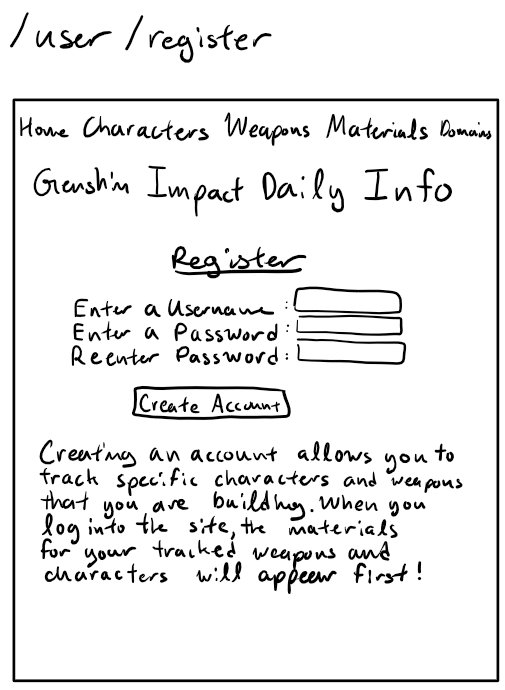 /user/register
Home Characters Weapons Materials Domains
Genshin Impact Daily Info
Register
Enter a Username:
Enter a Password:
Reenter Password:
Create Account
Creating an account allows you to
track specific characters and weapons
that you are building. When you
log into the site, the materials
for your tracked weapons and
characters will appear first!